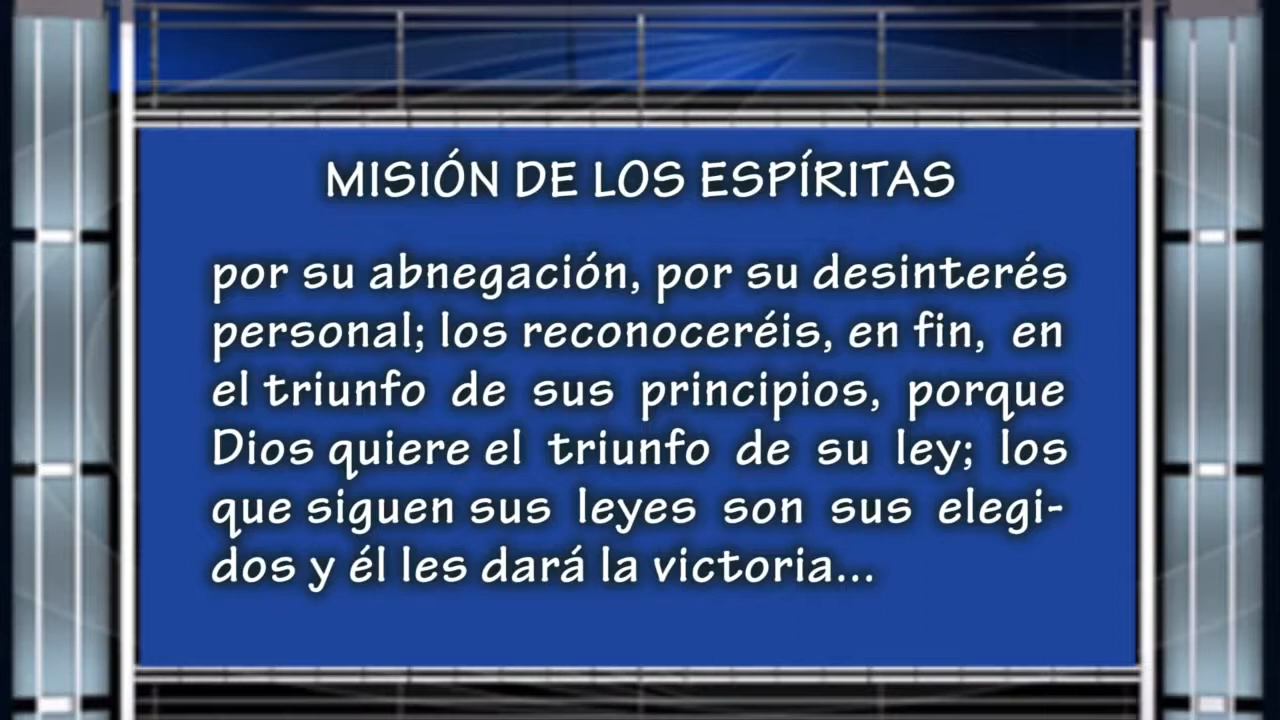 MISIÓN DE LOS ESPÍRITAS
por su abnegación, por su desinterés
personal; los reconoceréis, en fin, en
el triunfo de sus principios, porque
Dios quiere el triunfo de su ley; los
que siguen sus leyes son sus elegi-
dos y él les dará la victoria...